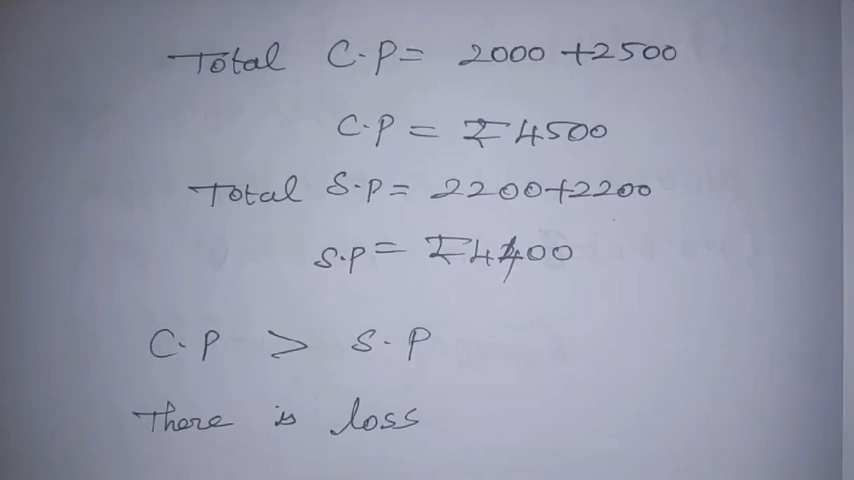 Total C.P = 2000 + 2500
C.P = ₹ 4500
Total S.P = 2200 + 2200
S.P = ₹ 4400
C.P > S.P
There is loss